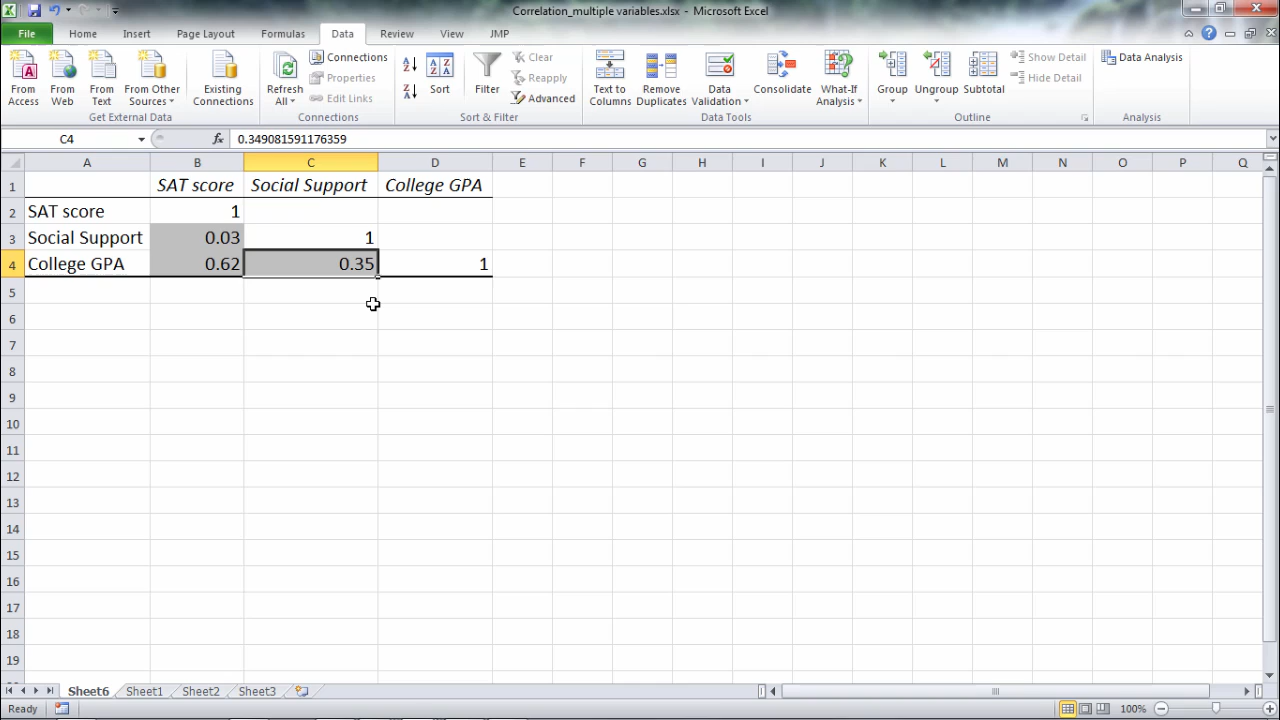 Correlation_multiple variables.xlsx - Microsoft Excel
File Home Insert Page Layout Formulas Data Review View JMP
From Access
From Web
From Text
From Other Sources
Existing Connections
Refresh All
Connections
Properties
Edit Links
Sort
Filter
Clear
Reapply
Advanced
Text to Columns
Remove Duplicates
Data Validation
Consolidate
What-If Analysis
Group
Ungroup
Subtotal
Show Detail
Hide Detail
Data Analysis
Get External Data Connections Sort & Filter Data Tools Outline Analysis
C4 fx 0.349081591176359
A B C D E F G H I J K L M N O P Q
1 SAT score Social Support College GPA
2 SAT score 1
3 Social Support 0.03 1
4 College GPA 0.62 0.35 1
5
6
7
8
9
10
11
12
13
14
15
16
17
18
19
Sheet6 Sheet1 Sheet2 Sheet3
Ready 100%